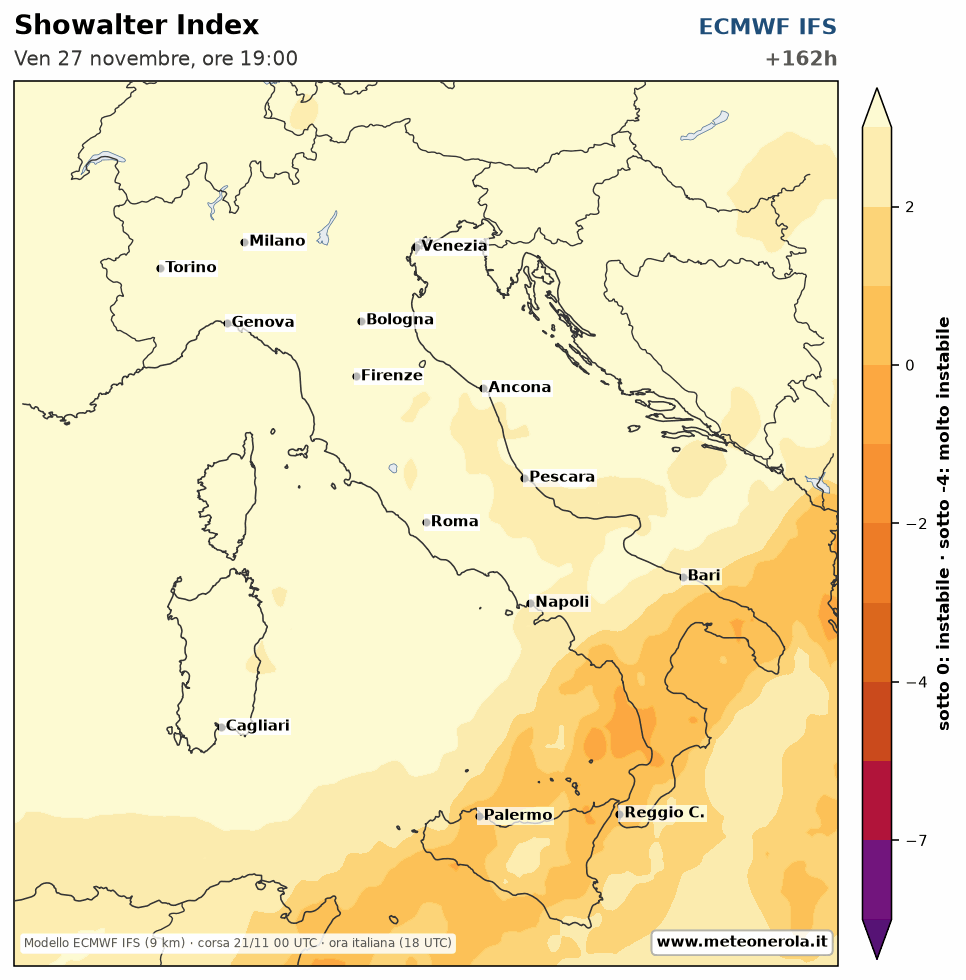 Showalter Index
ECMWF IFS
Ven 27 novembre, ore 19:00
+162h
Milano
Venezia
Torino
Genova
Bologna
Firenze
Ancona
Pescara
Roma
Bari
Napoli
Cagliari
Palermo
Reggio C.
2
0
−2
−4
−7
sotto 0: instabile · sotto -4: molto instabile
Modello ECMWF IFS (9 km) · corsa 21/11 00 UTC · ora italiana (18 UTC)
www.meteonerola.it